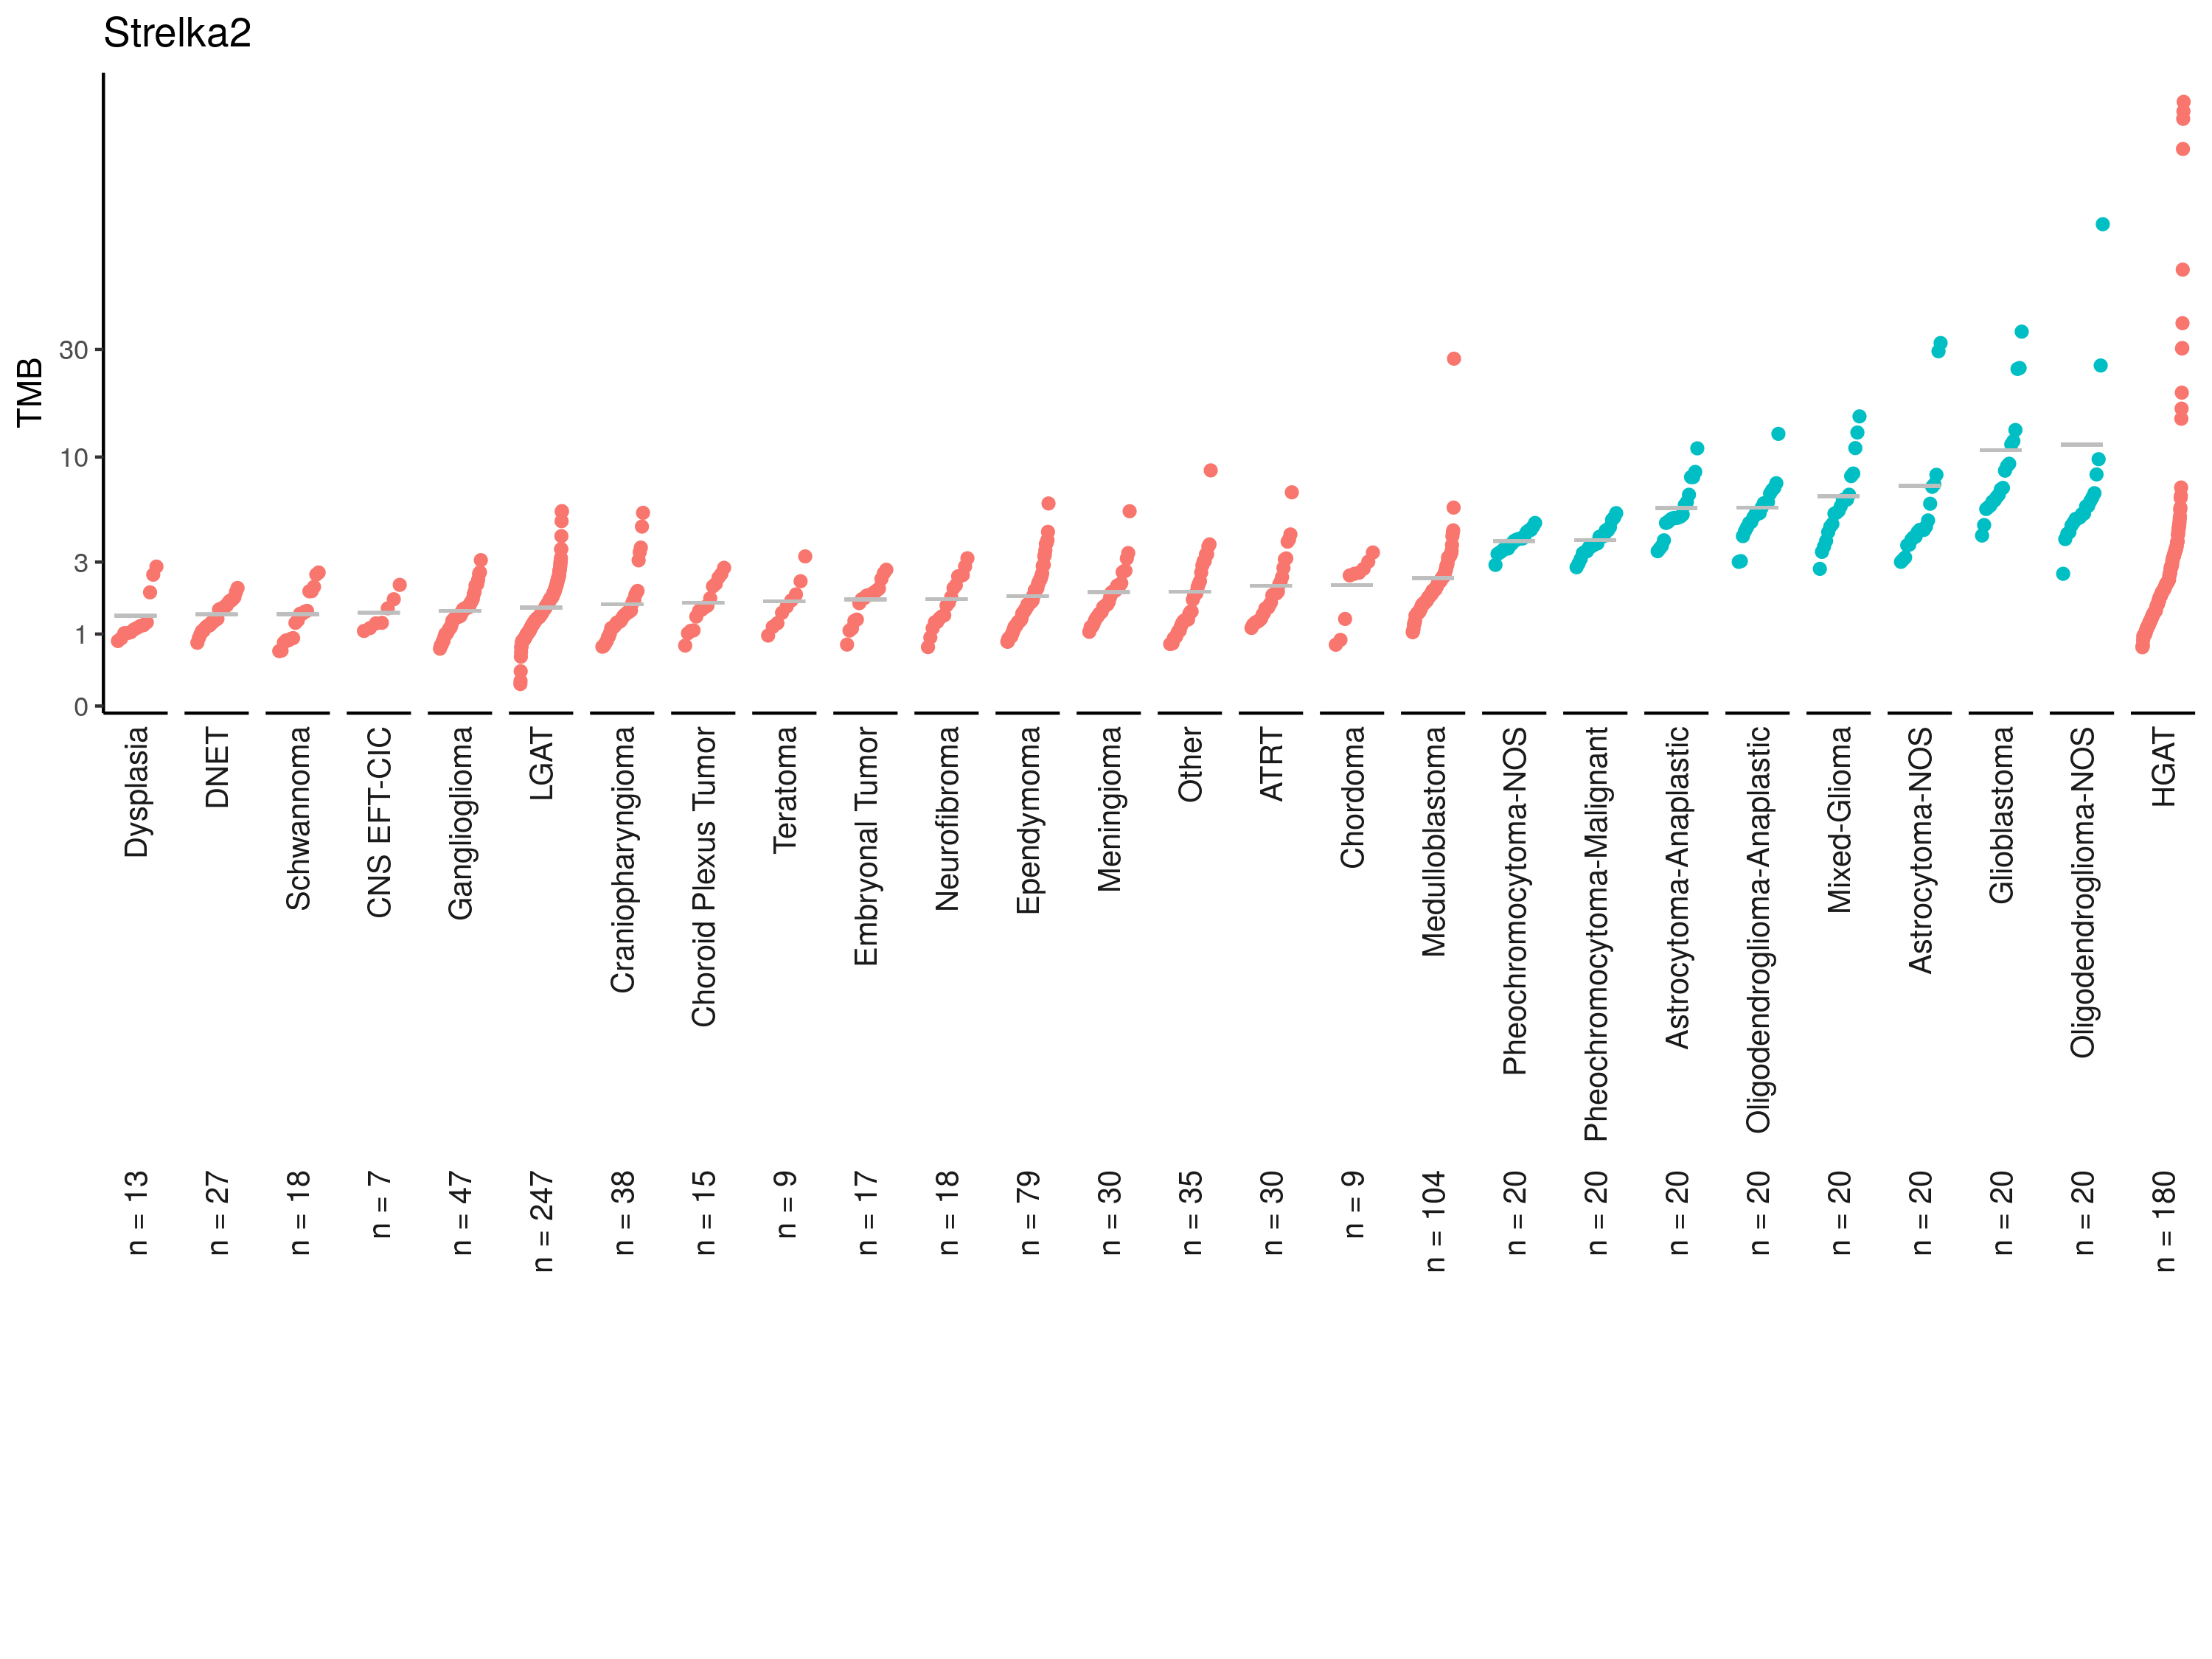 Strelka2
TMB
30
10
3
1
0
Dysplasia
DNET
Schwannoma
CNS EFT-CIC
Ganglioglioma
LGAT
Craniopharyngioma
Choroid Plexus Tumor
Teratoma
Embryonal Tumor
Neurofibroma
Ependymoma
Meningioma
Other
ATRT
Chordoma
Medulloblastoma
Pheochromocytoma-NOS
Pheochromocytoma-Malignant
Astrocytoma-Anaplastic
Oligodendroglioma-Anaplastic
Mixed-Glioma
Astrocytoma-NOS
Glioblastoma
Oligodendroglioma-NOS
HGAT
n = 13
n = 27
n = 18
n = 7
n = 47
n = 247
n = 38
n = 15
n = 9
n = 17
n = 18
n = 79
n = 30
n = 35
n = 30
n = 9
n = 104
n = 20
n = 20
n = 20
n = 20
n = 20
n = 20
n = 20
n = 20
n = 180